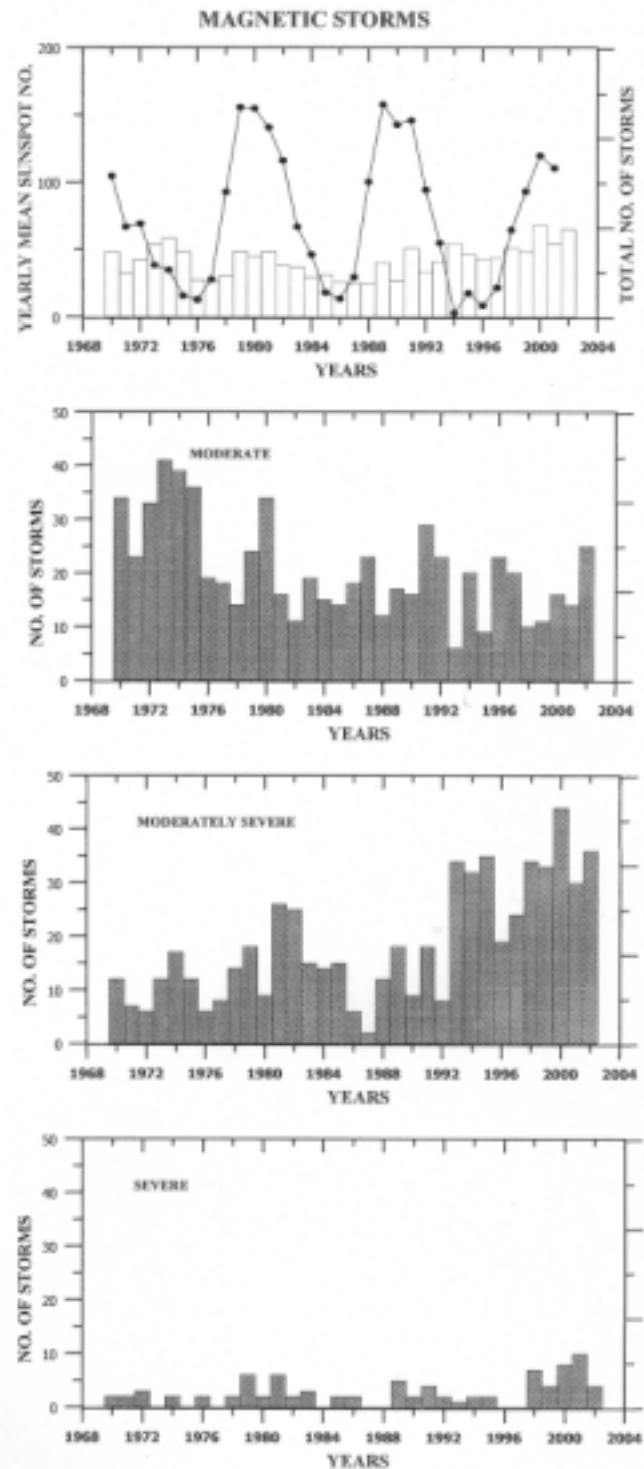 MAGNETIC STORMS
YEARLY MEAN SUNSPOT NO.
200
100
0
TOTAL NO. OF STORMS
1968 1972 1976 1980 1984 1988 1992 1996 2000 2004
YEARS
NO. OF STORMS
50
40
30
20
10
0
MODERATE
1968 1972 1976 1980 1984 1988 1992 1996 2000 2004
YEARS
NO. OF STORMS
50
40
30
20
10
0
MODERATELY SEVERE
1968 1972 1976 1980 1984 1988 1992 1996 2000 2004
YEARS
NO. OF STORMS
50
40
30
20
10
0
SEVERE
1968 1972 1976 1980 1984 1988 1992 1996 2000 2004
YEARS